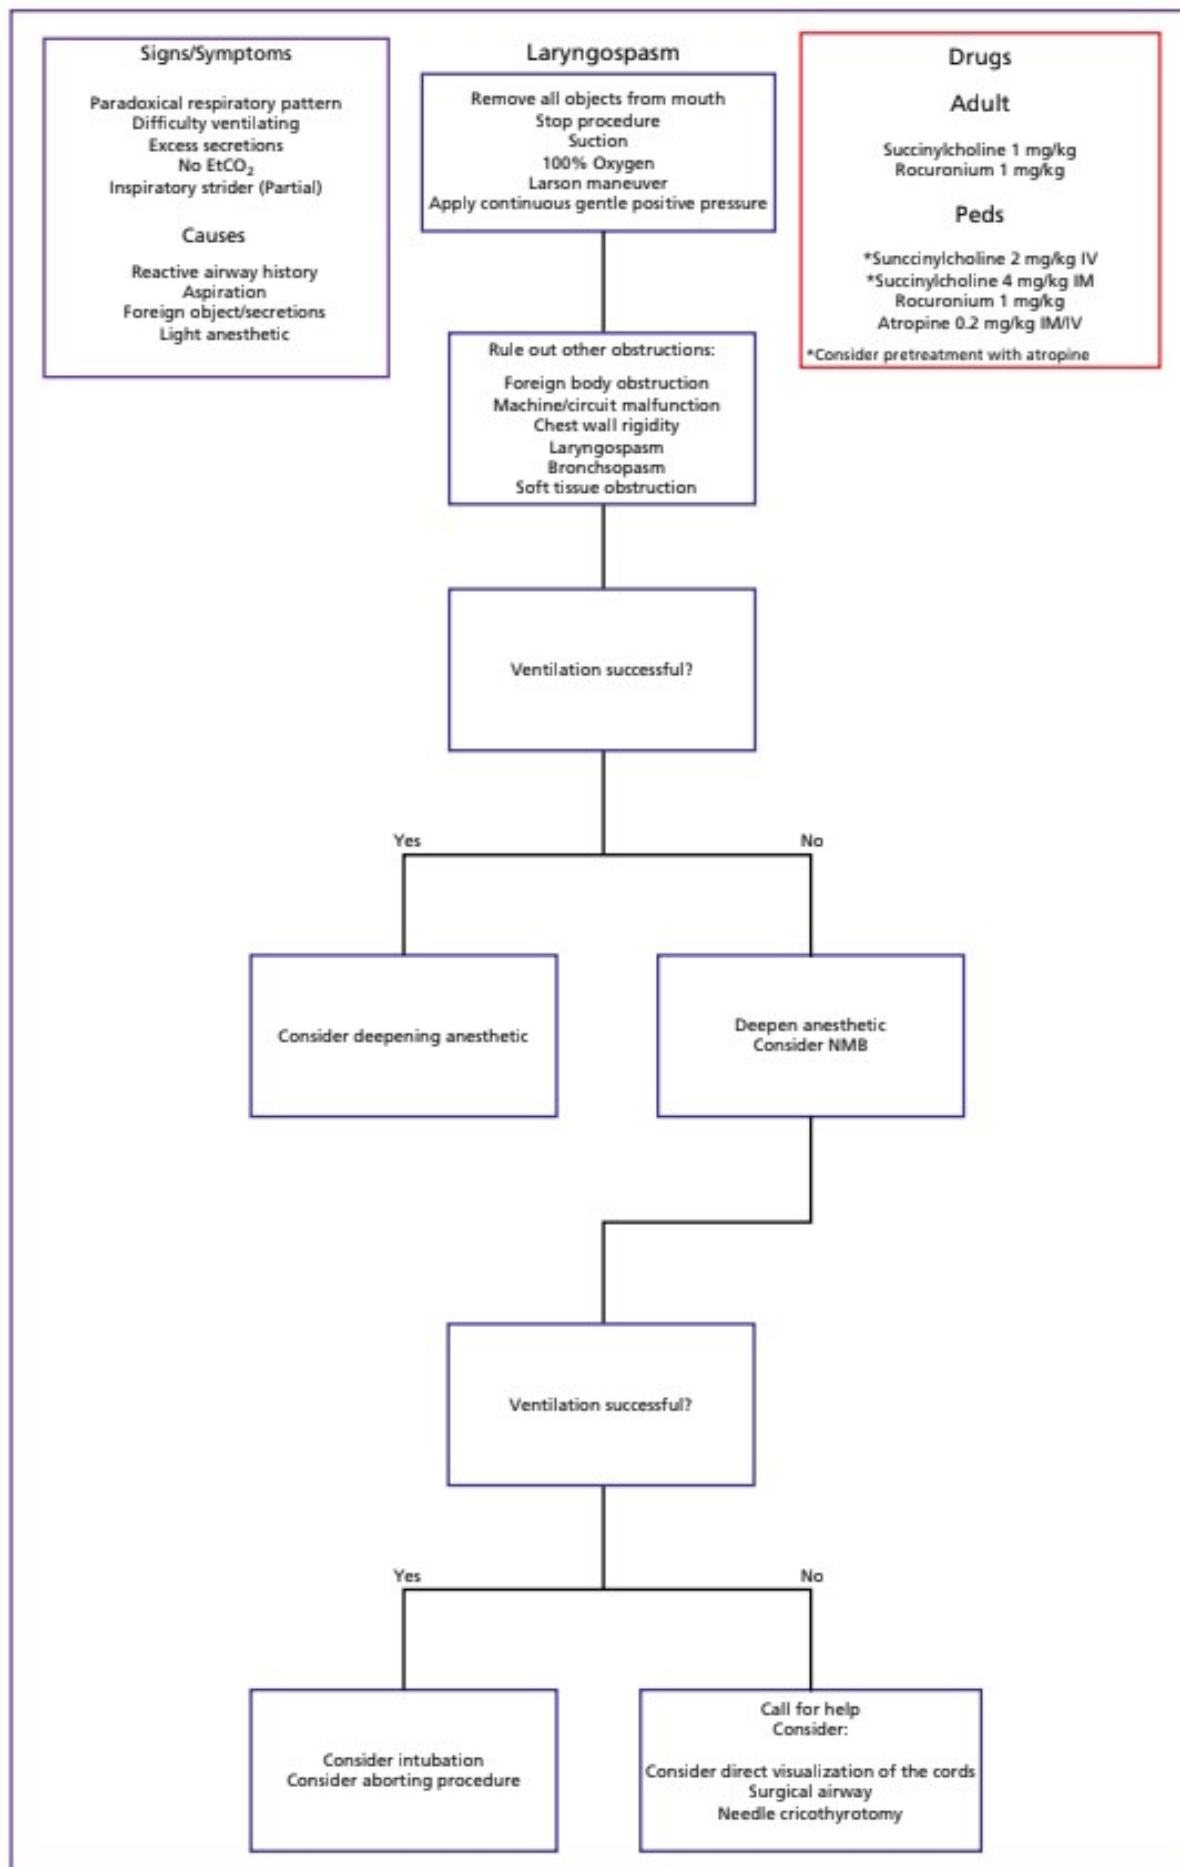 Signs/Symptoms
Paradoxical respiratory pattern
Difficulty ventilating
Excess secretions
No EtCO₂
Inspiratory strider (Partial)
Causes
Reactive airway history
Aspiration
Foreign object/secretions
Light anesthetic
Laryngospasm
Remove all objects from mouth
Stop procedure
Suction
100% Oxygen
Larson maneuver
Apply continuous gentle positive pressure
Drugs
Adult
Succinylcholine 1 mg/kg
Rocuronium 1 mg/kg
Peds
*Sunccinylcholine 2 mg/kg IV
*Succinylcholine 4 mg/kg IM
Rocuronium 1 mg/kg
Atropine 0.2 mg/kg IM/IV
*Consider pretreatment with atropine
Rule out other obstructions:
Foreign body obstruction
Machine/circuit malfunction
Chest wall rigidity
Laryngospasm
Bronchsopasm
Soft tissue obstruction
Ventilation successful?
Yes
No
Consider deepening anesthetic
Deepen anesthetic
Consider NMB
Ventilation successful?
Yes
No
Consider intubation
Consider aborting procedure
Call for help
Consider:
Consider direct visualization of the cords
Surgical airway
Needle cricothyrotomy